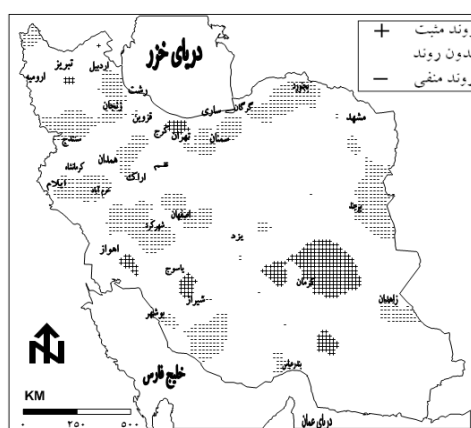 روند مثبت +
بدون روند
روند منفی −
دریای خزر
تبریز
اردبیل
ارومیه
رشت
زنجان
قزوین
کرج
تهران
ساری
گرگان
بجنورد
مشهد
سمنان
سنندج
همدان
کرمانشاه
اراک
قم
ایلام
خرم آباد
اصفهان
شهرکرد
یزد
بیرجند
اهواز
یاسوج
کرمان
شیراز
زاهدان
بوشهر
بندرعباس
خلیج فارس
دریای عمان
N
KM
۰ ۲۵۰ ۵۰۰